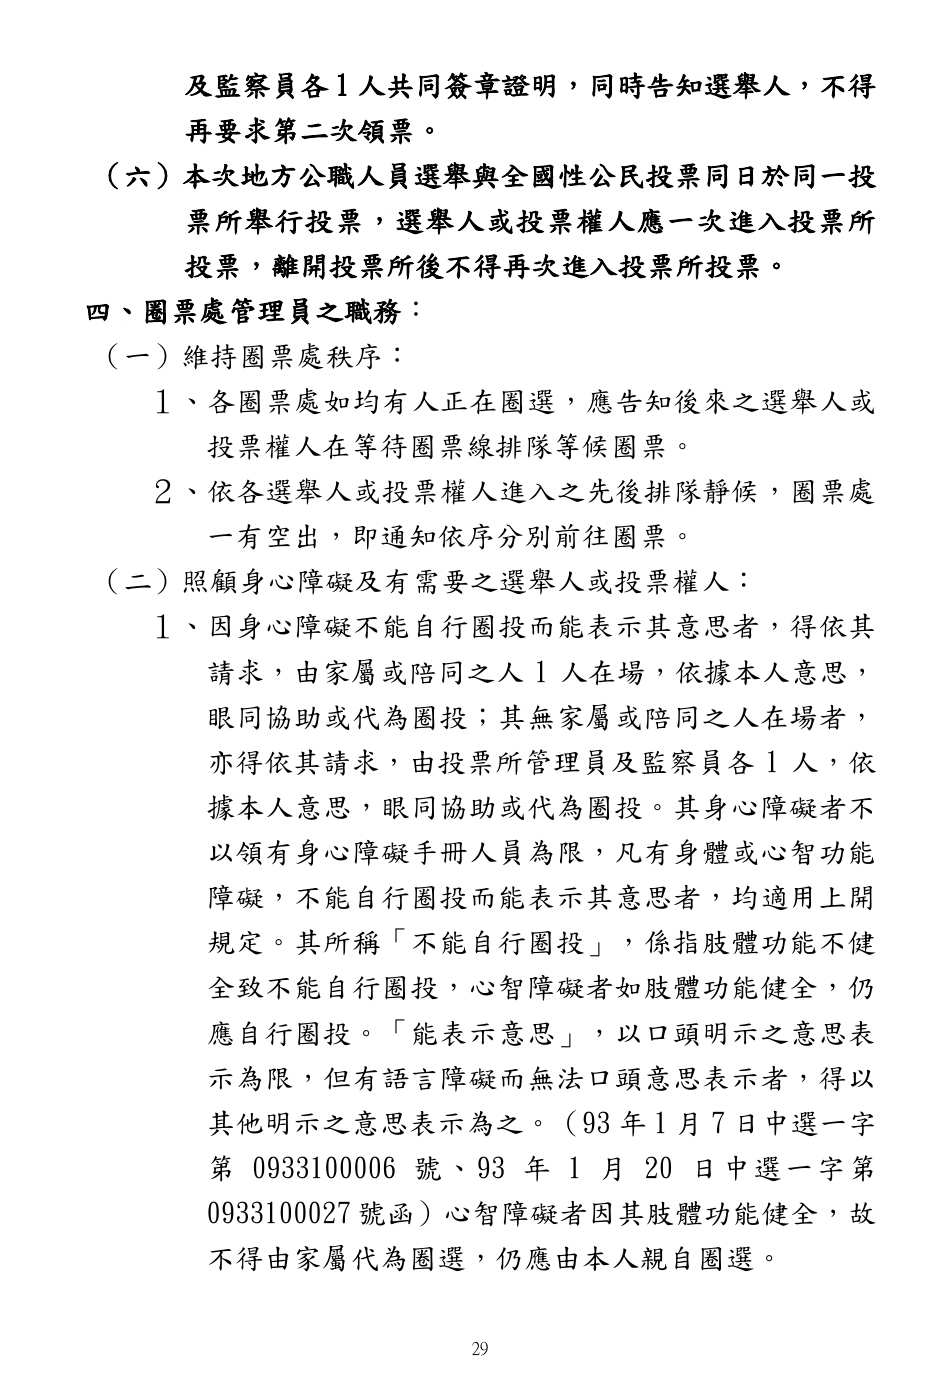 及監察員各1人共同簽章證明，同時告知選舉人，不得
再要求第二次領票。
（六）本次地方公職人員選舉與全國性公民投票同日於同一投
票所舉行投票，選舉人或投票權人應一次進入投票所
投票，離開投票所後不得再次進入投票所投票。
四、圈票處管理員之職務：
（一）維持圈票處秩序：
１、各圈票處如均有人正在圈選，應告知後來之選舉人或
投票權人在等待圈票線排隊等候圈票。
２、依各選舉人或投票權人進入之先後排隊靜候，圈票處
一有空出，即通知依序分別前往圈票。
（二）照顧身心障礙及有需要之選舉人或投票權人：
１、因身心障礙不能自行圈投而能表示其意思者，得依其
請求，由家屬或陪同之人 1 人在場，依據本人意思，
眼同協助或代為圈投；其無家屬或陪同之人在場者，
亦得依其請求，由投票所管理員及監察員各 1 人，依
據本人意思，眼同協助或代為圈投。其身心障礙者不
以領有身心障礙手冊人員為限，凡有身體或心智功能
障礙，不能自行圈投而能表示其意思者，均適用上開
規定。其所稱「不能自行圈投」，係指肢體功能不健
全致不能自行圈投，心智障礙者如肢體功能健全，仍
應自行圈投。「能表示意思」，以口頭明示之意思表
示為限，但有語言障礙而無法口頭意思表示者，得以
其他明示之意思表示為之。（93 年 1 月 7 日中選一字
第 0933100006 號、93 年 1 月 20 日中選一字第
0933100027 號函）心智障礙者因其肢體功能健全，故
不得由家屬代為圈選，仍應由本人親自圈選。
29